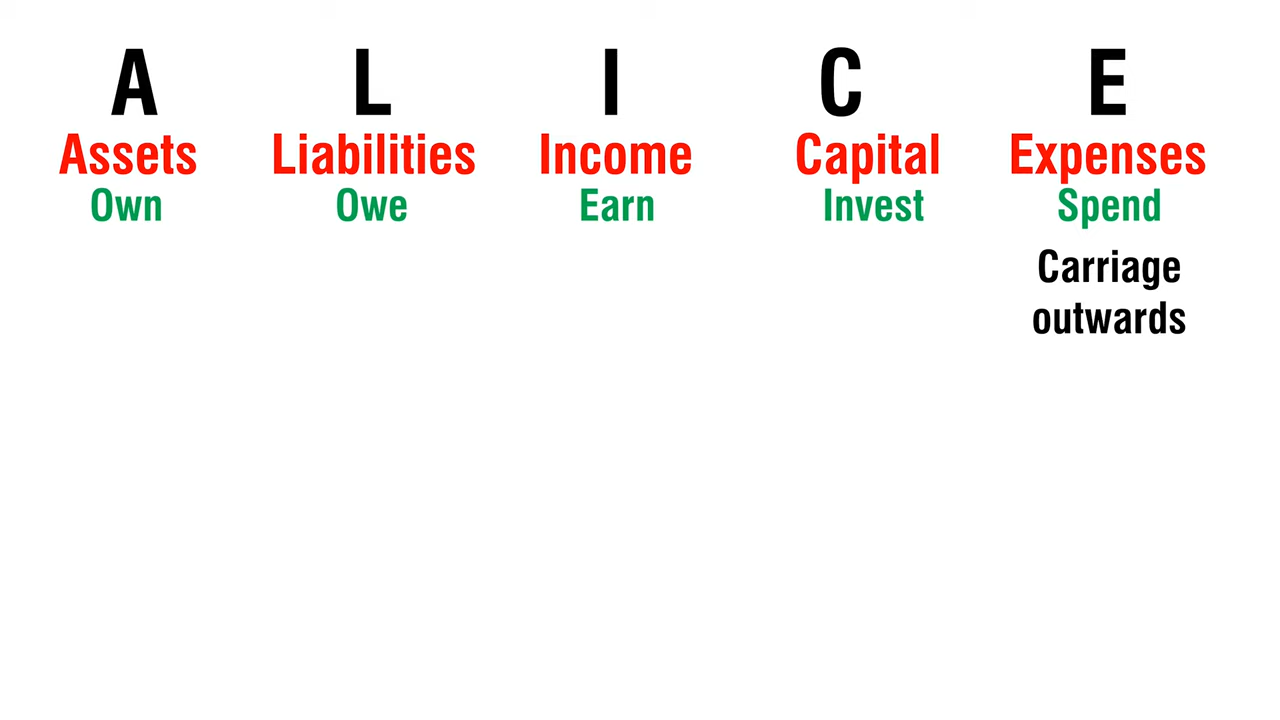 A L I C E
Assets Liabilities Income Capital Expenses
Own Owe Earn Invest Spend
Carriage
outwards